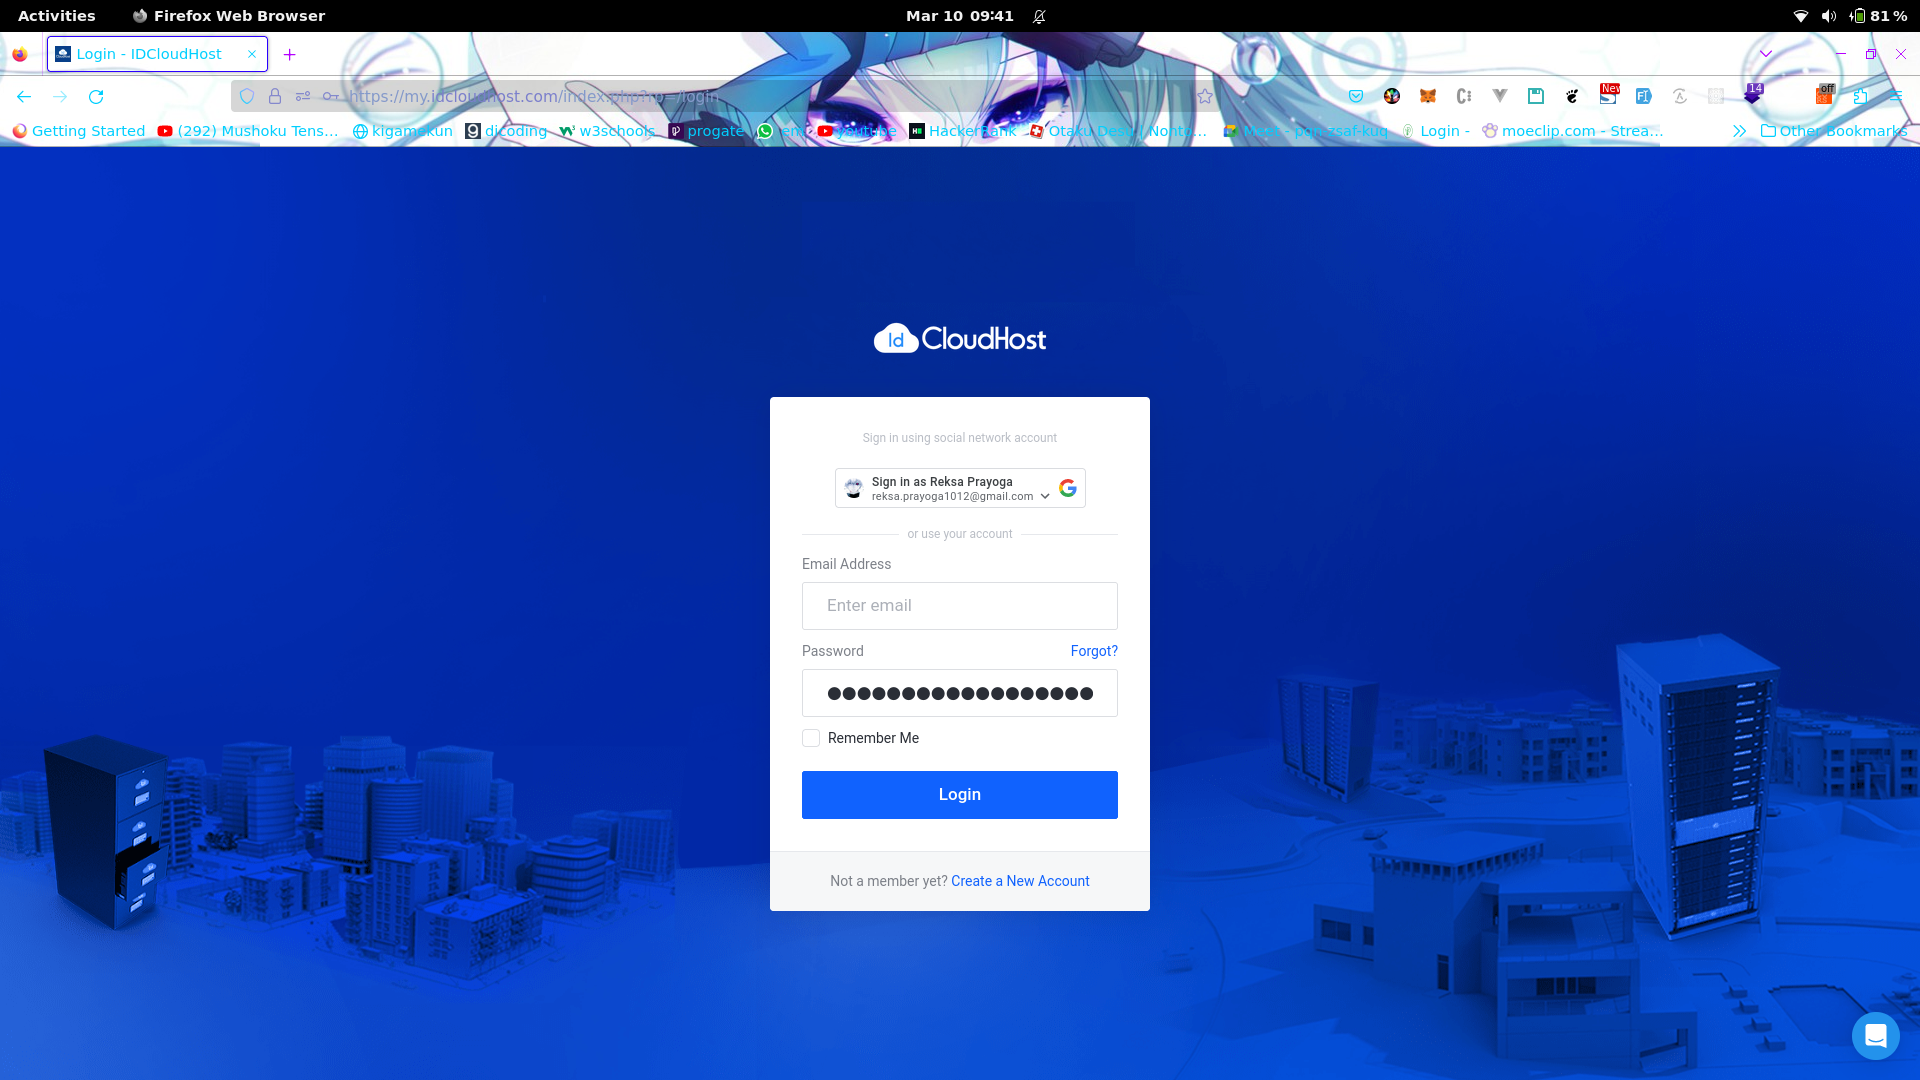 Activities
Firefox Web Browser
Mar 10 09:41
81 %
Login - IDCloudHost
https://my.idcloudhost.com/index.php?rp=/login
New
14
off
Getting Started
(292) Mushoku Tens…
kigamekun
dicoding
w3schools
progate
youtube
HackerRank
Otaku Desu
Meet - pqn-zsaf-kuq
Login -
moeclip.com - Strea…
Other Bookmarks
Id CloudHost
Sign in using social network account
Sign in as Reksa Prayoga
reksa.prayoga1012@gmail.com
or use your account
Email Address
Enter email
Password
Forgot?
Remember Me
Login
Not a member yet? Create a New Account